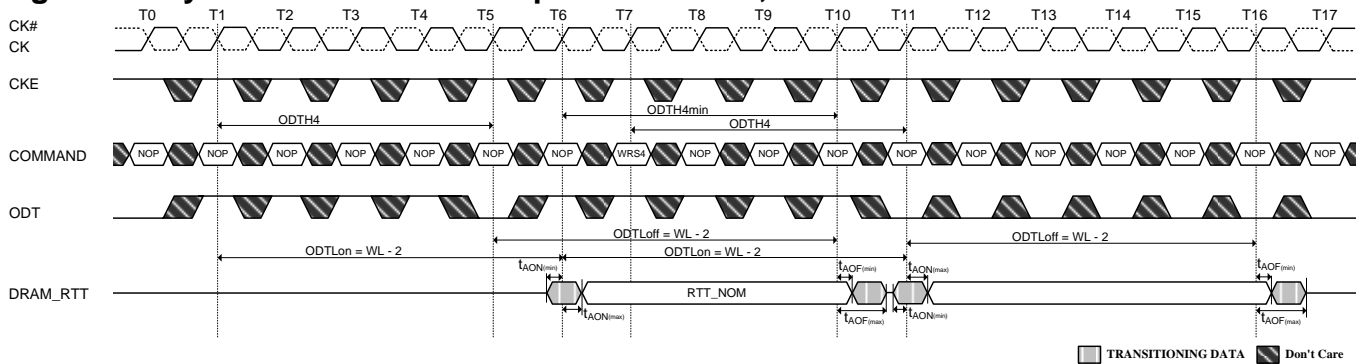 T0 T1 T2 T3 T4 T5 T6 T7 T8 T9 T10 T11 T12 T13 T14 T15 T16 T17
CK#
CK
CKE
ODTH4 ODTH4min
ODTH4
COMMAND NOP NOP NOP NOP NOP NOP NOP WRS4 NOP NOP NOP NOP NOP NOP NOP NOP NOP NOP
ODT
ODTLoff = WL - 2 ODTLoff = WL - 2
ODTLon = WL - 2 ODTLon = WL - 2
tAON(min) tAOF(min) tAON(max) tAOF(min)
DRAM_RTT RTT_NOM
tAON(max) tAOF(max) tAON(min) tAOF(max)
TRANSITIONING DATA Don't Care